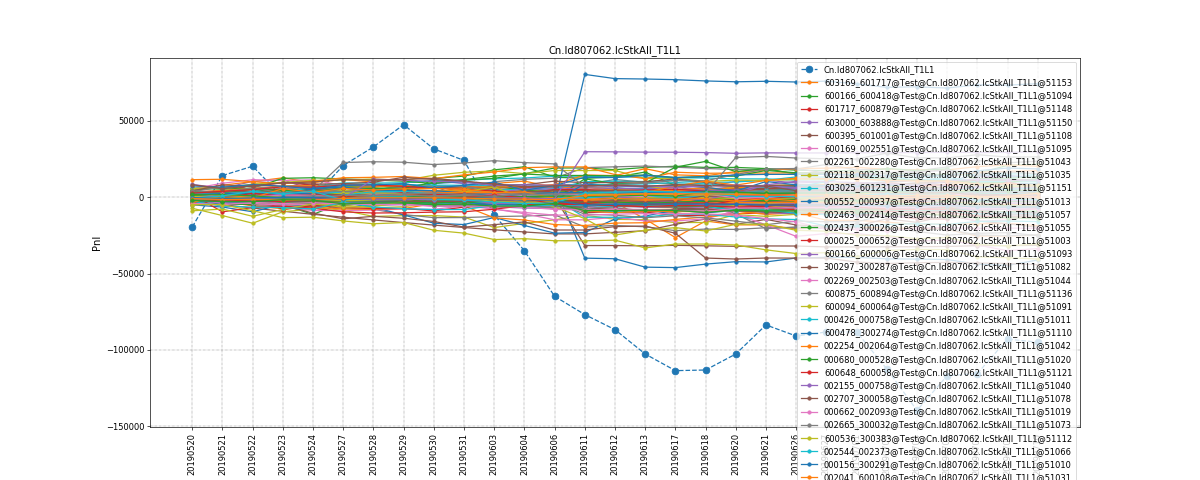 Cn.Id807062.IcStkAll_T1L1
Pnl
50000
0
−50000
−100000
−150000
20190520
20190521
20190522
20190523
20190524
20190527
20190528
20190529
20190530
20190531
20190603
20190604
20190606
20190611
20190612
20190613
20190617
20190618
20190620
20190621
20190626
Cn.Id807062.IcStkAll_T1L1
603169_601717@Test@Cn.Id807062.IcStkAll_T1L1@51153
600166_600418@Test@Cn.Id807062.IcStkAll_T1L1@51094
601717_600879@Test@Cn.Id807062.IcStkAll_T1L1@51148
603000_603888@Test@Cn.Id807062.IcStkAll_T1L1@51150
600395_601001@Test@Cn.Id807062.IcStkAll_T1L1@51108
600169_002551@Test@Cn.Id807062.IcStkAll_T1L1@51095
002261_002280@Test@Cn.Id807062.IcStkAll_T1L1@51043
002118_002317@Test@Cn.Id807062.IcStkAll_T1L1@51035
603025_601231@Test@Cn.Id807062.IcStkAll_T1L1@51151
000552_000937@Test@Cn.Id807062.IcStkAll_T1L1@51013
002463_002414@Test@Cn.Id807062.IcStkAll_T1L1@51057
002437_300026@Test@Cn.Id807062.IcStkAll_T1L1@51055
000025_000652@Test@Cn.Id807062.IcStkAll_T1L1@51003
600166_600006@Test@Cn.Id807062.IcStkAll_T1L1@51093
300297_300287@Test@Cn.Id807062.IcStkAll_T1L1@51082
002269_002503@Test@Cn.Id807062.IcStkAll_T1L1@51044
600875_600894@Test@Cn.Id807062.IcStkAll_T1L1@51136
600094_600064@Test@Cn.Id807062.IcStkAll_T1L1@51091
000426_000758@Test@Cn.Id807062.IcStkAll_T1L1@51011
600478_300274@Test@Cn.Id807062.IcStkAll_T1L1@51110
002254_002064@Test@Cn.Id807062.IcStkAll_T1L1@51042
000680_000528@Test@Cn.Id807062.IcStkAll_T1L1@51020
600648_600058@Test@Cn.Id807062.IcStkAll_T1L1@51121
002155_000758@Test@Cn.Id807062.IcStkAll_T1L1@51040
002707_300058@Test@Cn.Id807062.IcStkAll_T1L1@51078
000662_002093@Test@Cn.Id807062.IcStkAll_T1L1@51019
002665_300032@Test@Cn.Id807062.IcStkAll_T1L1@51073
600536_300383@Test@Cn.Id807062.IcStkAll_T1L1@51112
002544_002373@Test@Cn.Id807062.IcStkAll_T1L1@51066
000156_300291@Test@Cn.Id807062.IcStkAll_T1L1@51010
002041_600108@Test@Cn.Id807062.IcStkAll_T1L1@51031